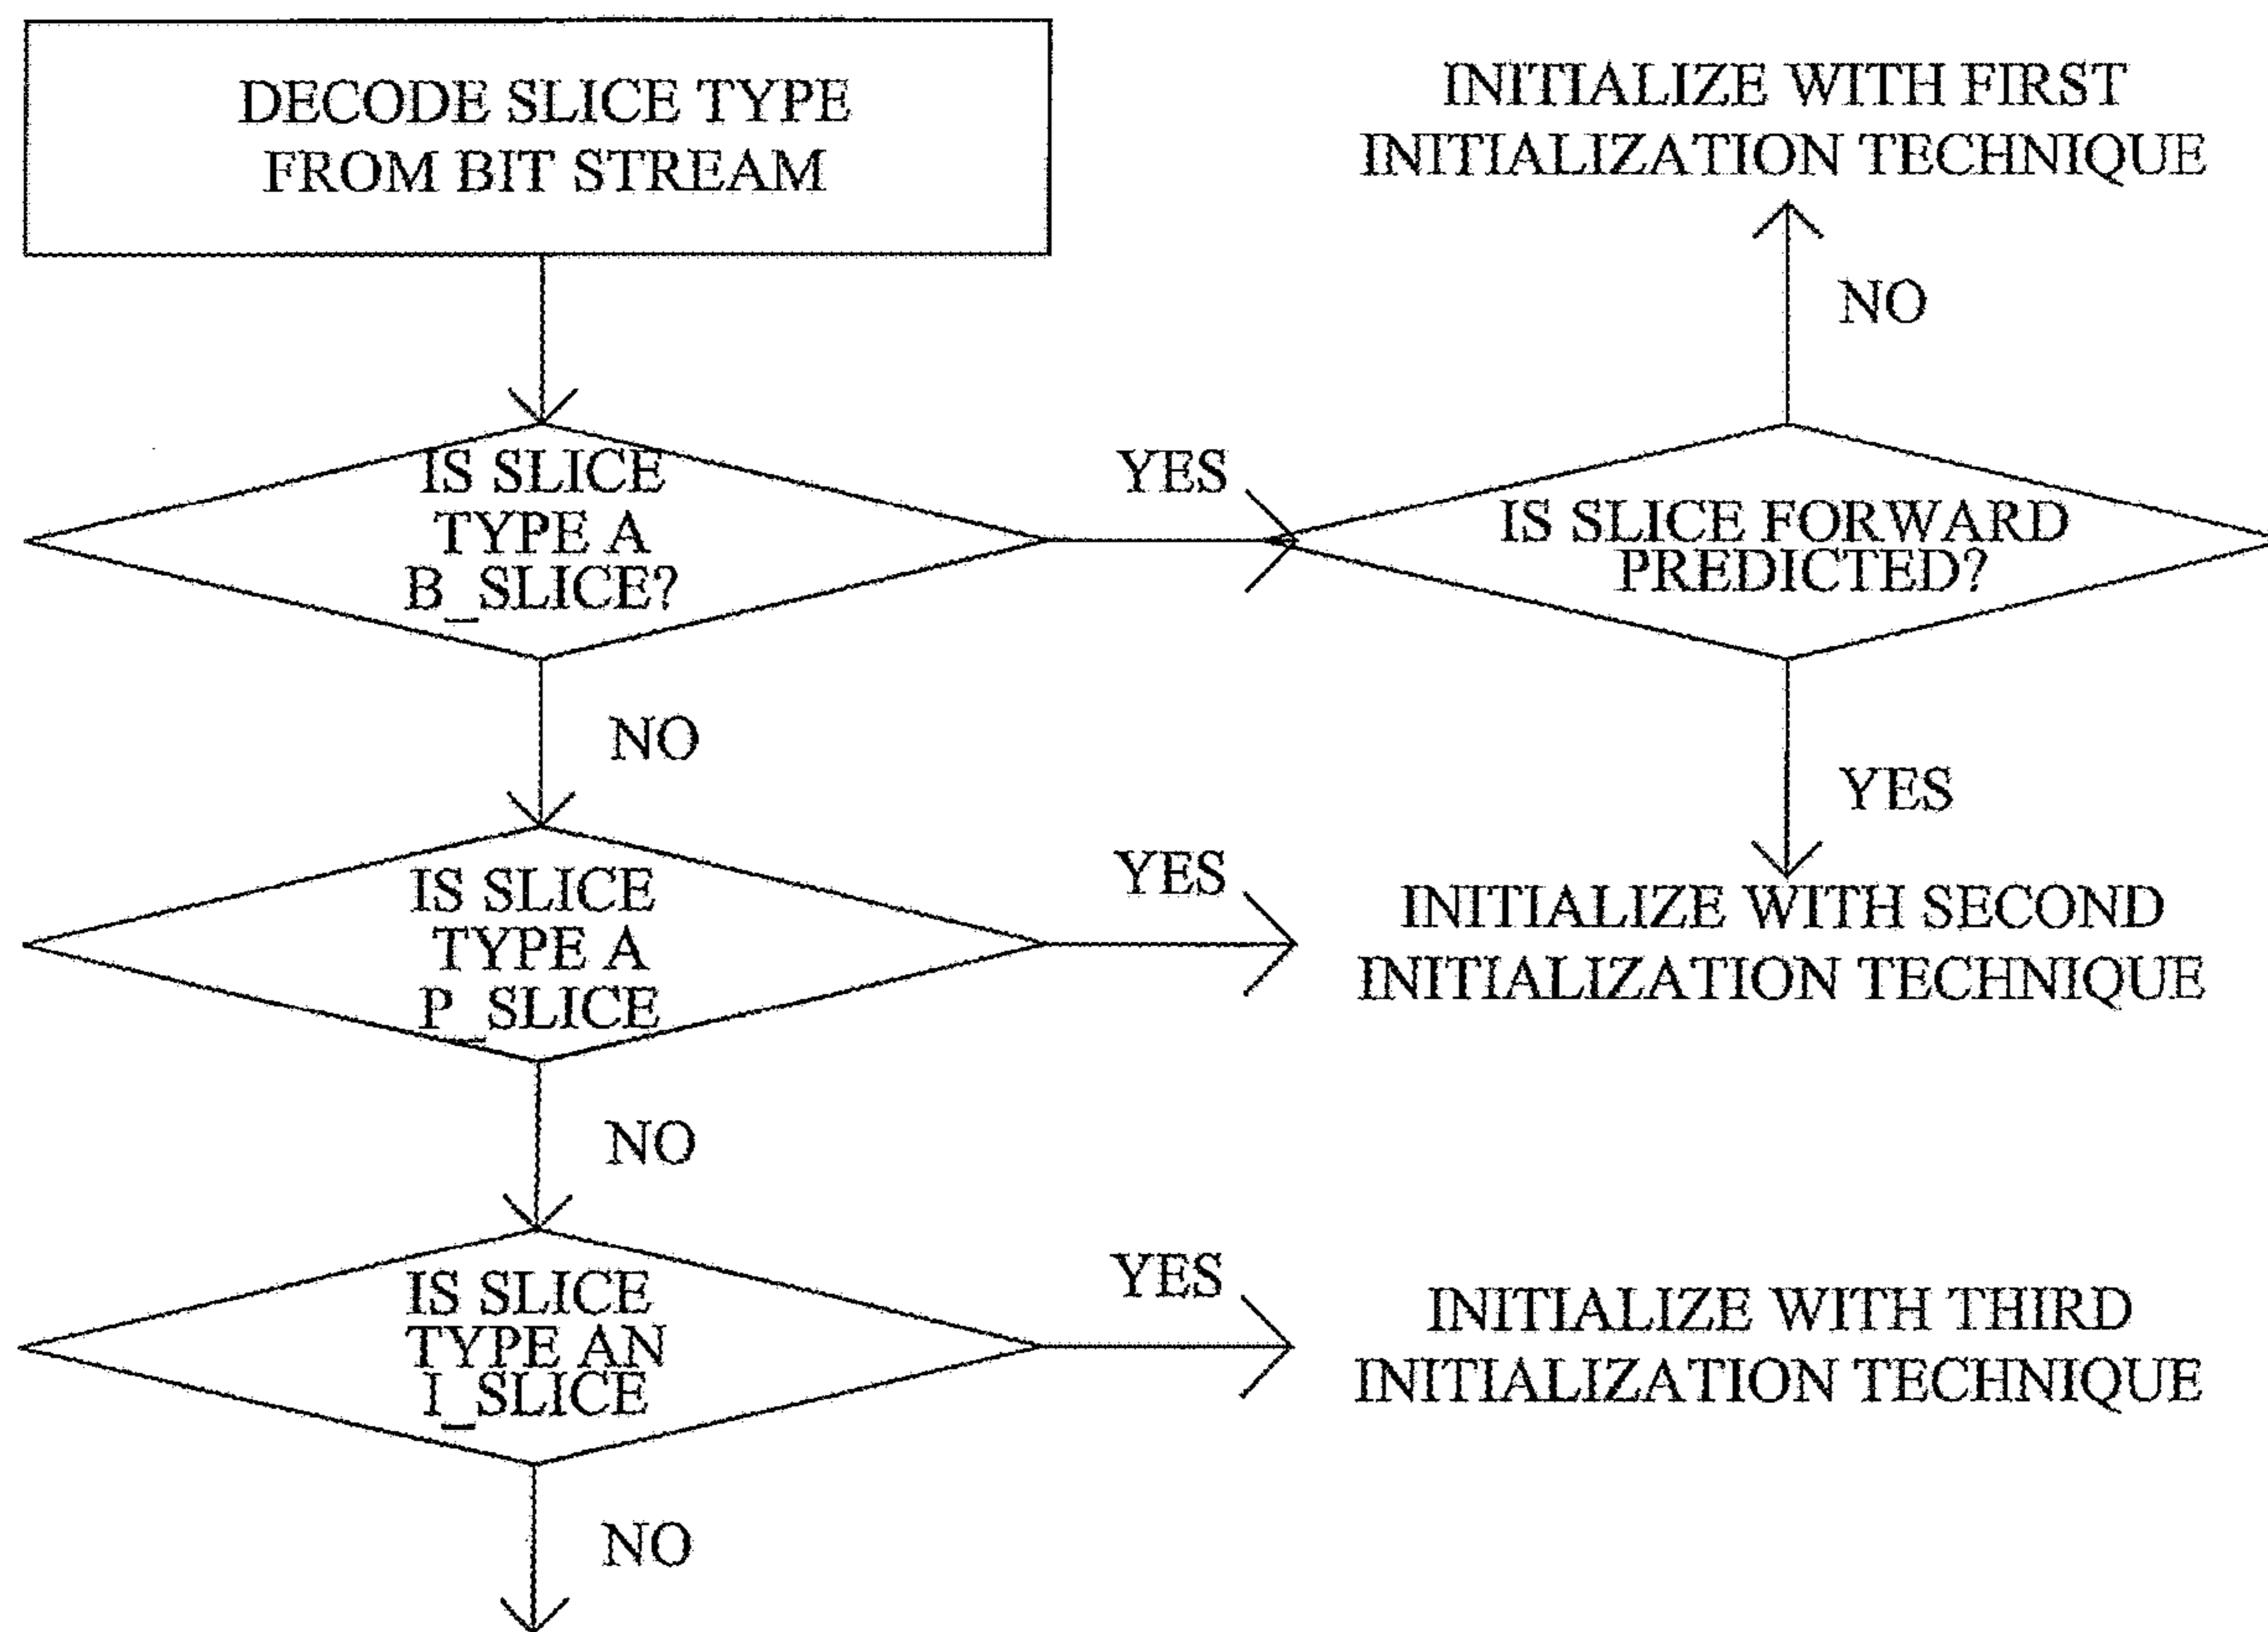 DECODE SLICE TYPE
FROM BIT STREAM
INITIALIZE WITH FIRST
INITIALIZATION TECHNIQUE
NO
IS SLICE
TYPE A
B_SLICE?
YES
IS SLICE FORWARD
PREDICTED?
NO
YES
IS SLICE
TYPE A
P_SLICE
YES
INITIALIZE WITH SECOND
INITIALIZATION TECHNIQUE
NO
IS SLICE
TYPE AN
I_SLICE
YES
INITIALIZE WITH THIRD
INITIALIZATION TECHNIQUE
NO